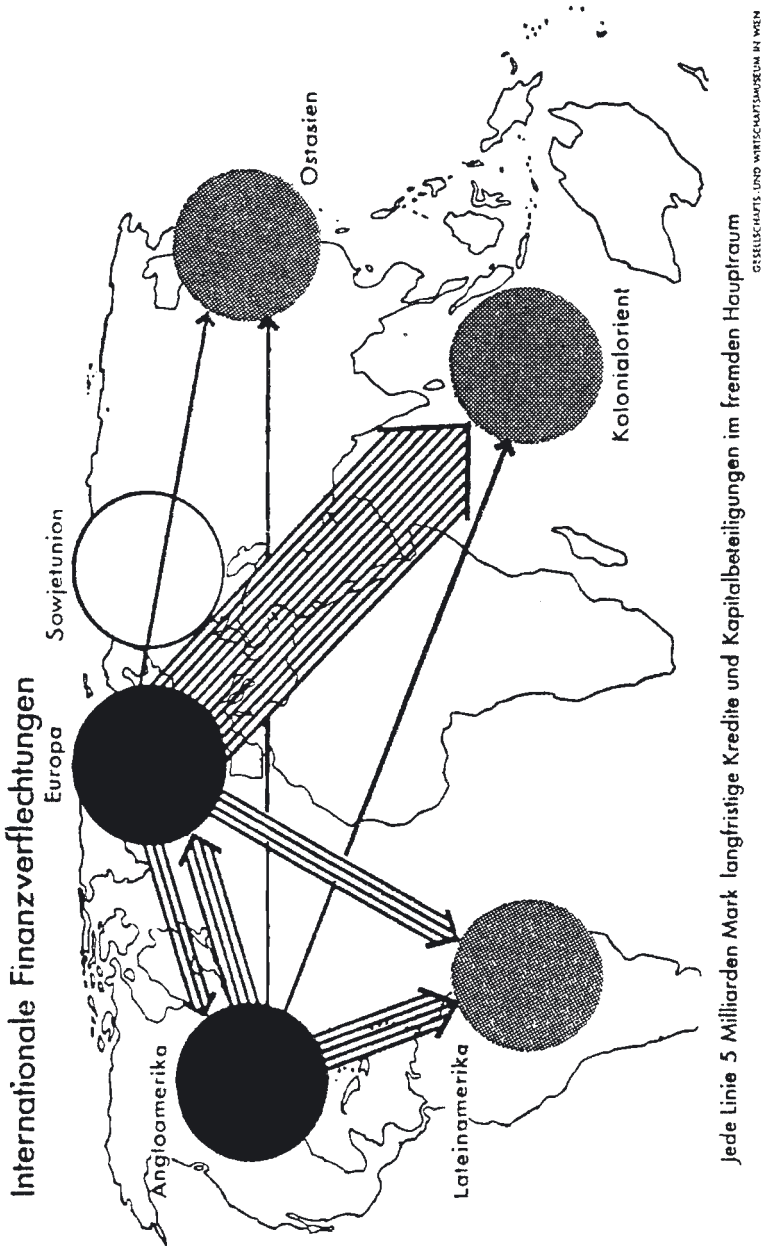 Internationale Finanzverflechtungen
Europa
Sowjetunion
Ostasien
Angloamerika
Lateinamerika
Kolonialorient
Jede Linie 5 Milliarden Mark langfristige Kredite und Kapitalbeteiligungen im fremden Hauptraum
GESELLSCHAFTS-UND WIRTSCHAFTSMUSEUM IN WIEN